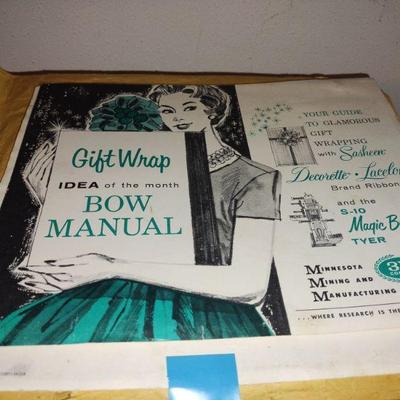 Gift Wrap
IDEA of the month
BOW
MANUAL
YOUR GUIDE
TO GLAMOROUS
GIFT
WRAPPING
with Sasheen
Decorette
Brand Ribbon
and the
S-10
Magic
TYER
MINNESOTA
MINING AND
MANUFACTURING
...WHERE RESEARCH IS THE